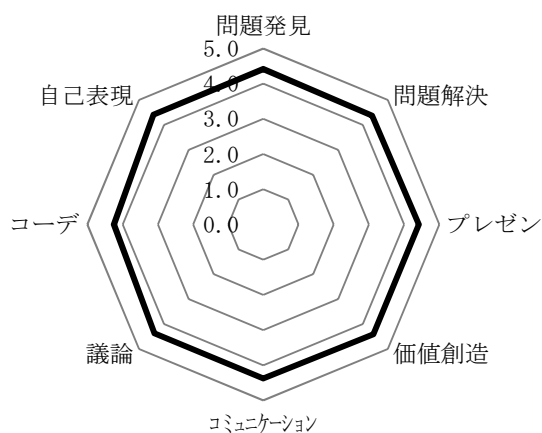 問題発見
5.0
4.0
自己表現
問題解決
3.0
2.0
1.0
コーデ
0.0
プレゼン
議論
価値創造
コミュニケーション